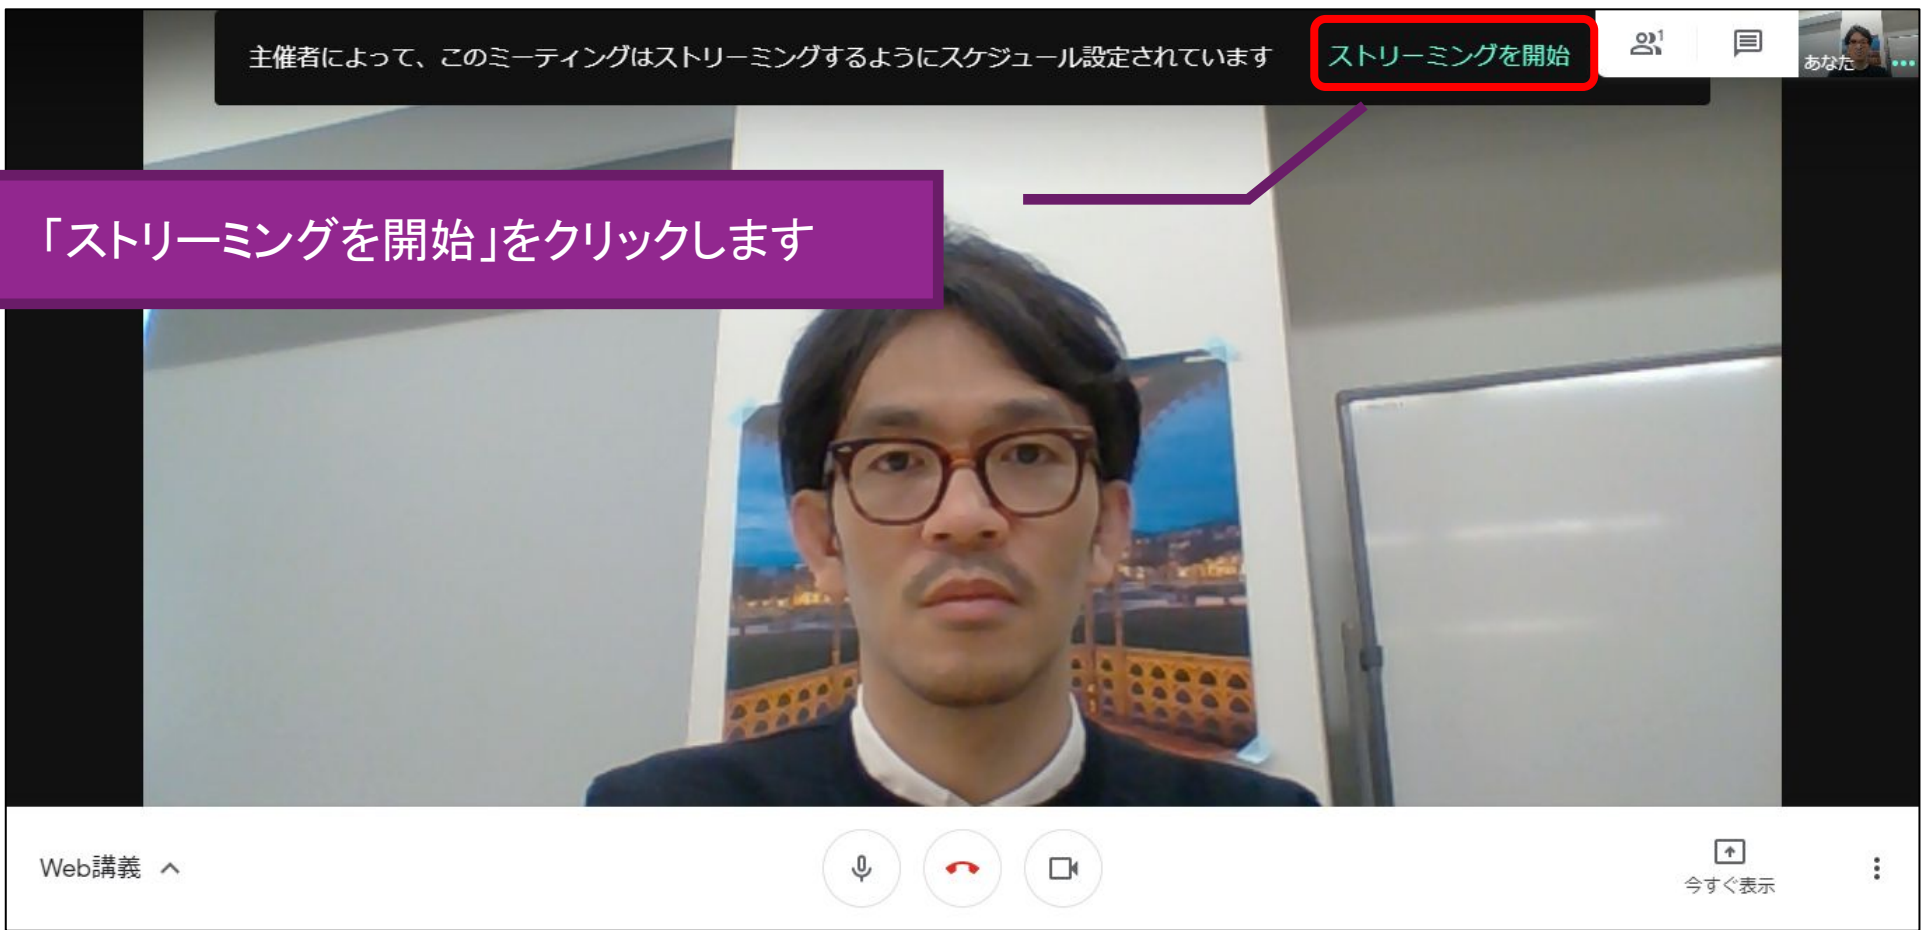 主催者によって、このミーティングはストリーミングするようにスケジュール設定されています ストリーミングを開始 1
あなた
「ストリーミングを開始」をクリックします
Web講義
今すぐ表示